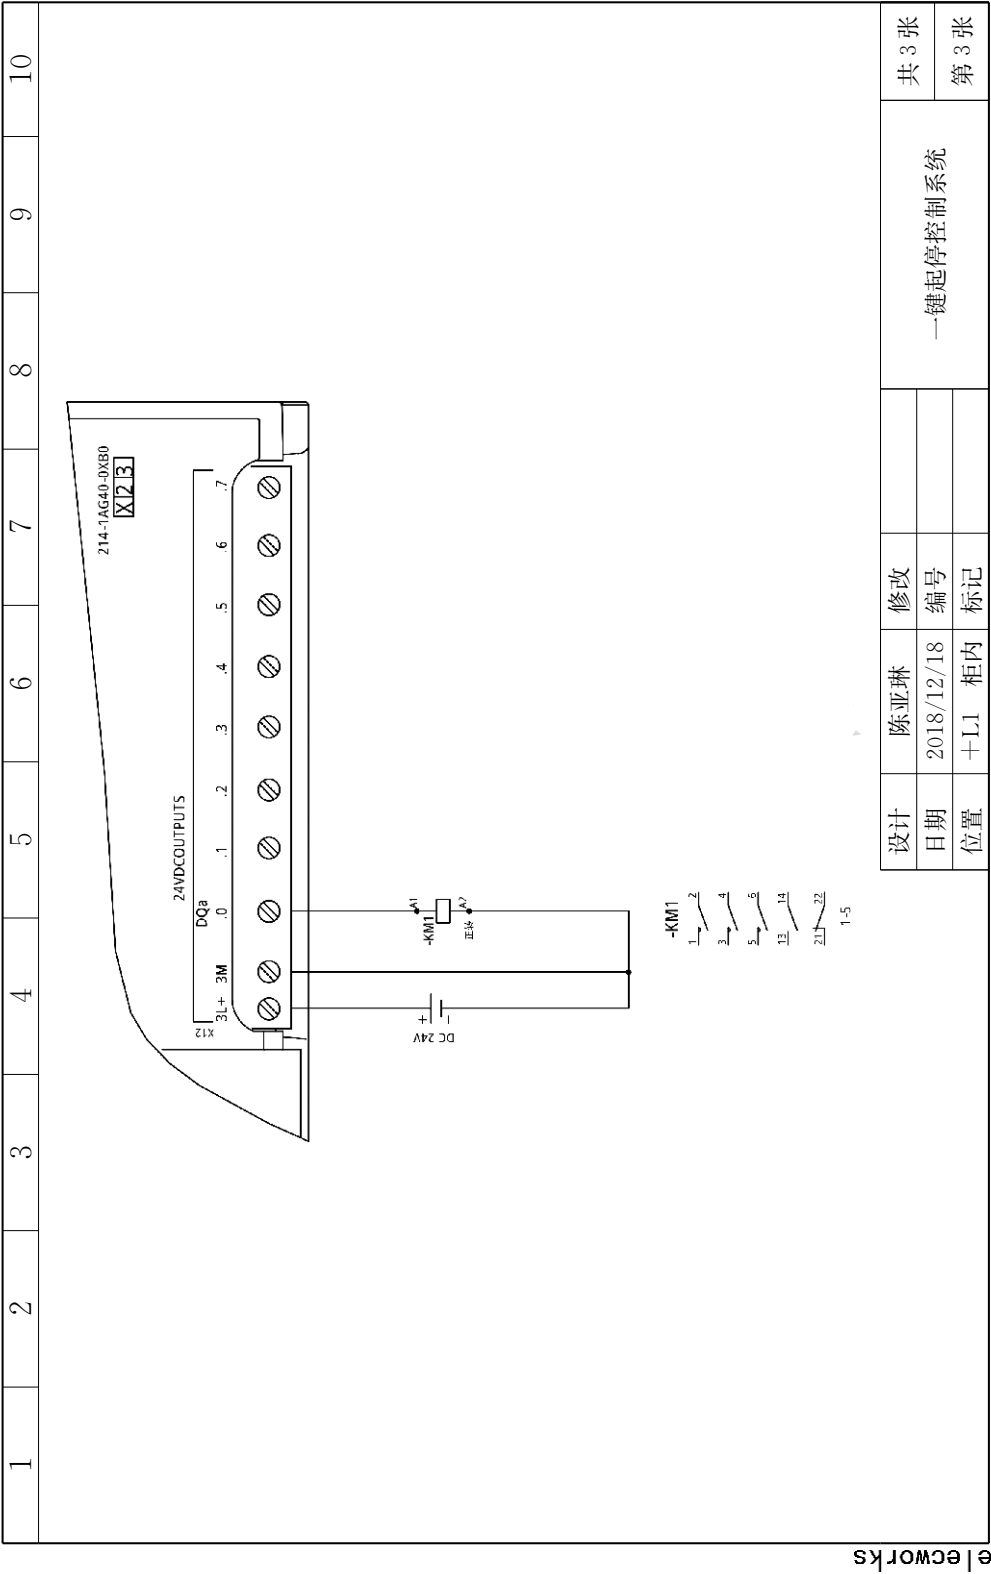 1
2
3
4
5
6
7
8
9
10
214-1AG40-0XB0
X 2 3
24VDCOUTPUTS
DQa
X12
3L+ 3M .0 .1 .2 .3 .4 .5 .6 .7
DC 24V
+
−
-KM1
A1
A2
正转
-KM1
1 2
3 4
5 6
13 14
21 22
1-5
设计 陈亚琳 修改
日期 2018/12/18 编号
位置 +L1 柜内 标记
一键起停控制系统
共 3 张
第 3 张
elecworks